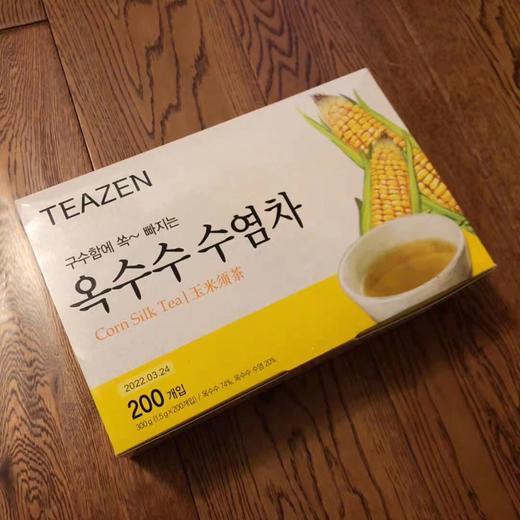 TEAZEN
구수함에 쏙~ 빠지는
옥수수 수염차
Corn Silk Tea | 玉米须茶
2022.03.24
200 개입
300g (1.5g×200개입) / 옥수수 74%, 옥수수 수염 20%